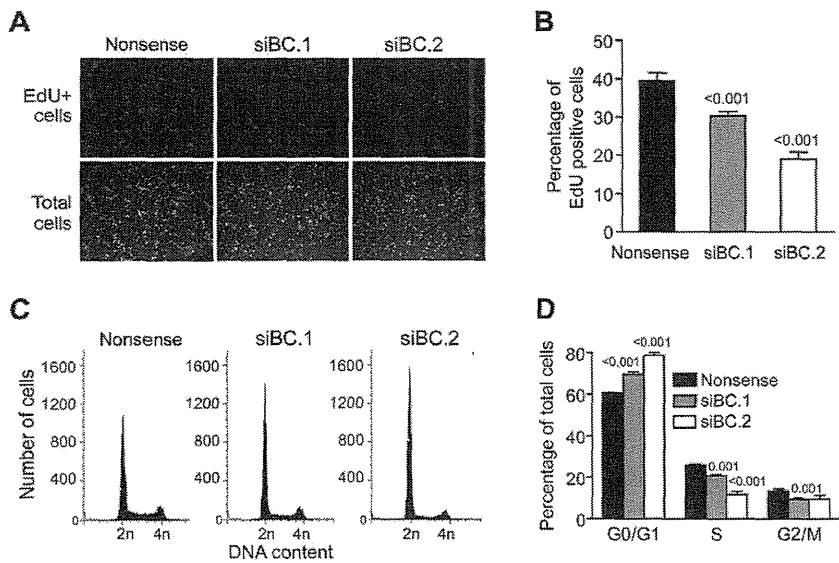 A
Nonsense siBC.1 siBC.2
EdU+
cells
Total
cells
B
Percentage of
EdU positive cells
50
40
30
20
10
0
<0.001
<0.001
Nonsense siBC.1 siBC.2
C
Nonsense siBC.1 siBC.2
Number of cells
1600
1200
800
400
1600
1200
800
400
1600
1200
800
400
2n 4n 2n 4n 2n 4n
DNA content
D
Percentage of total cells
80
60
40
20
0
<0.001
<0.001
Nonsense
siBC.1
siBC.2
0.001
<0.001
0.001
G0/G1 S G2/M